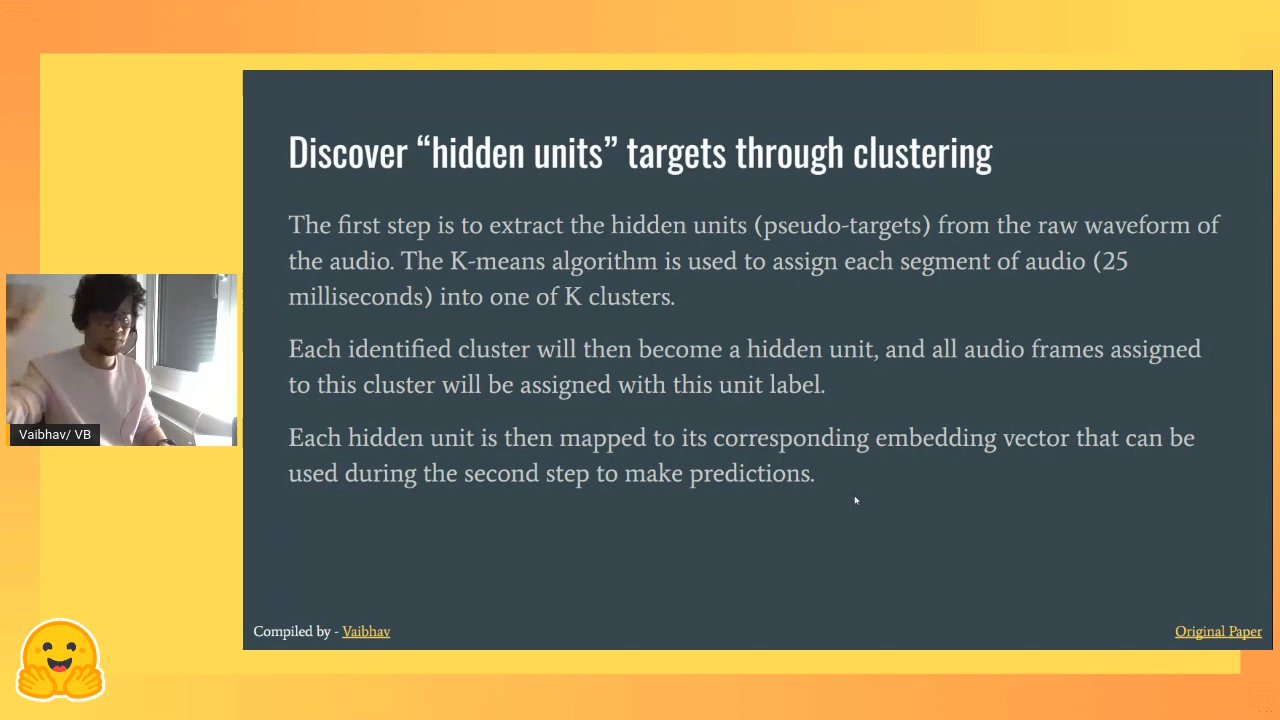 Discover “hidden units” targets through clustering
The first step is to extract the hidden units (pseudo-targets) from the raw waveform of
the audio. The K-means algorithm is used to assign each segment of audio (25
milliseconds) into one of K clusters.
Each identified cluster will then become a hidden unit, and all audio frames assigned
to this cluster will be assigned with this unit label.
Each hidden unit is then mapped to its corresponding embedding vector that can be
used during the second step to make predictions.
Vaibhav/ VB
Compiled by - Vaibhav
Original Paper